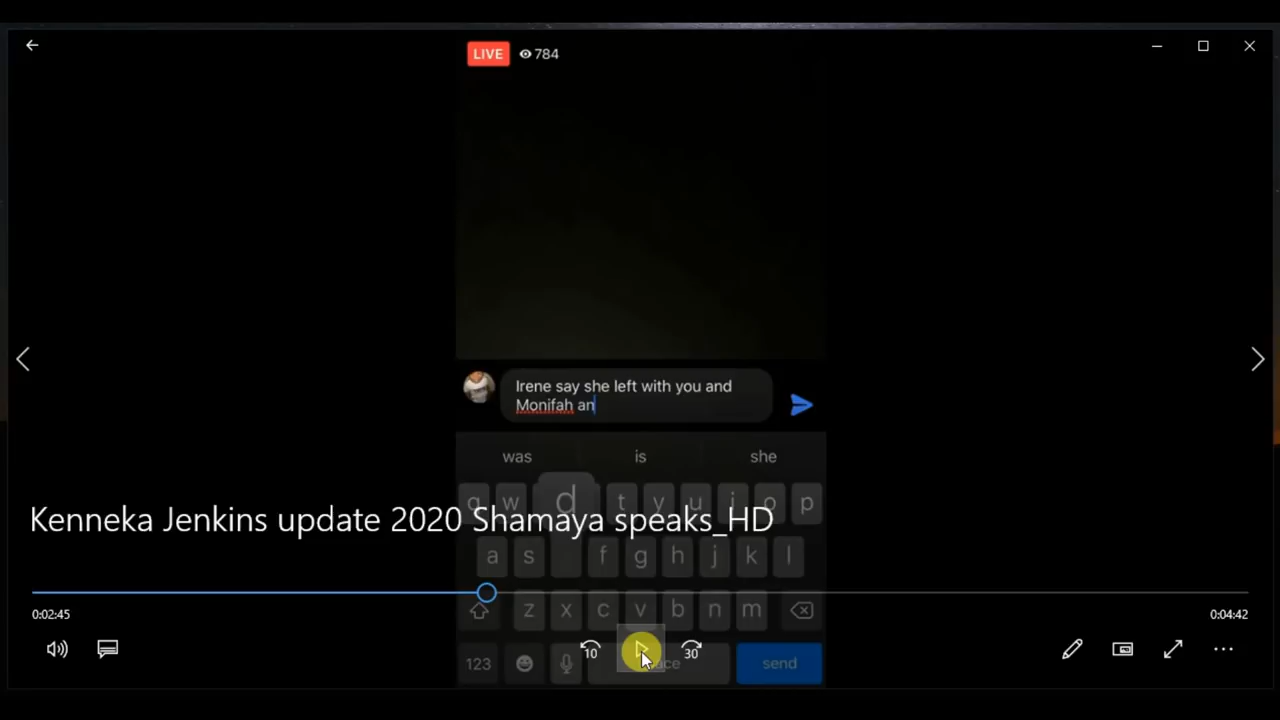 LIVE 784
Irene say she left with you and
Monifah an
was is she
q w d t y u i o p
Kenneka Jenkins update 2020 Shamaya speaks_HD
a s f g h j k l
z x c v b n m
0:02:45 0:04:42
10 30
123 send